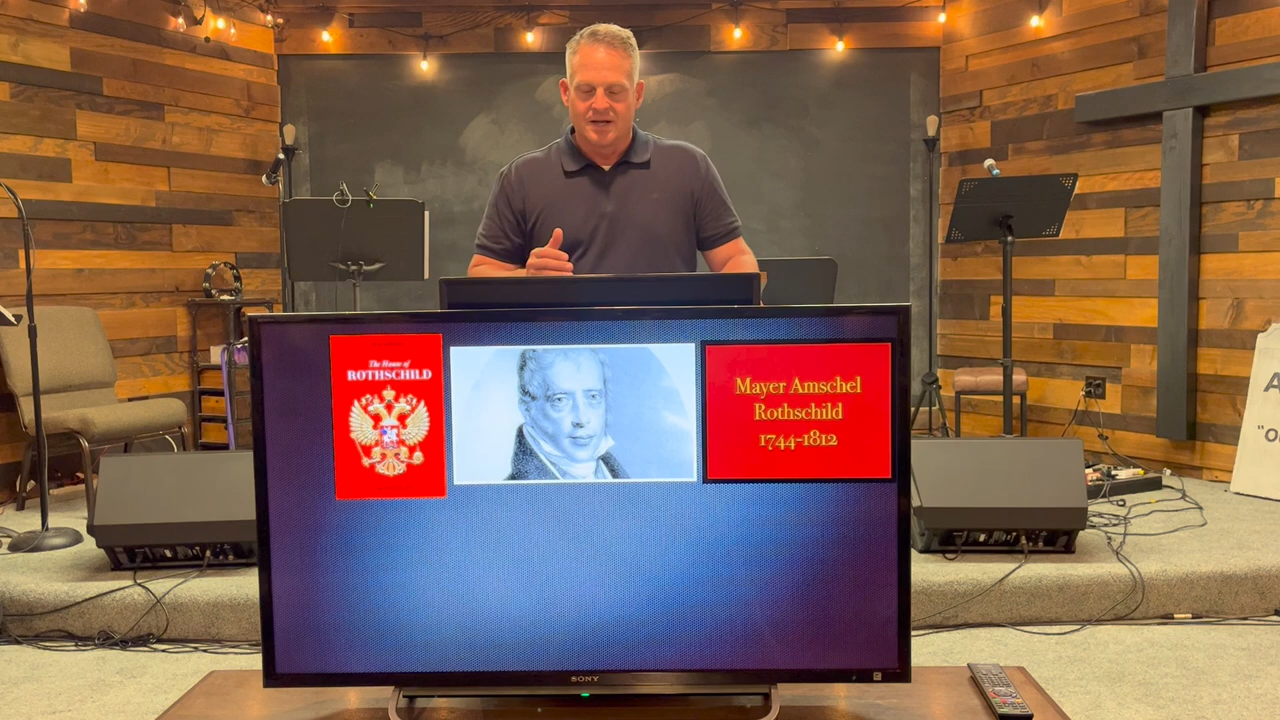 The House of
ROTHSCHILD
Mayer Amschel
Rothschild
1744-1812
SONY